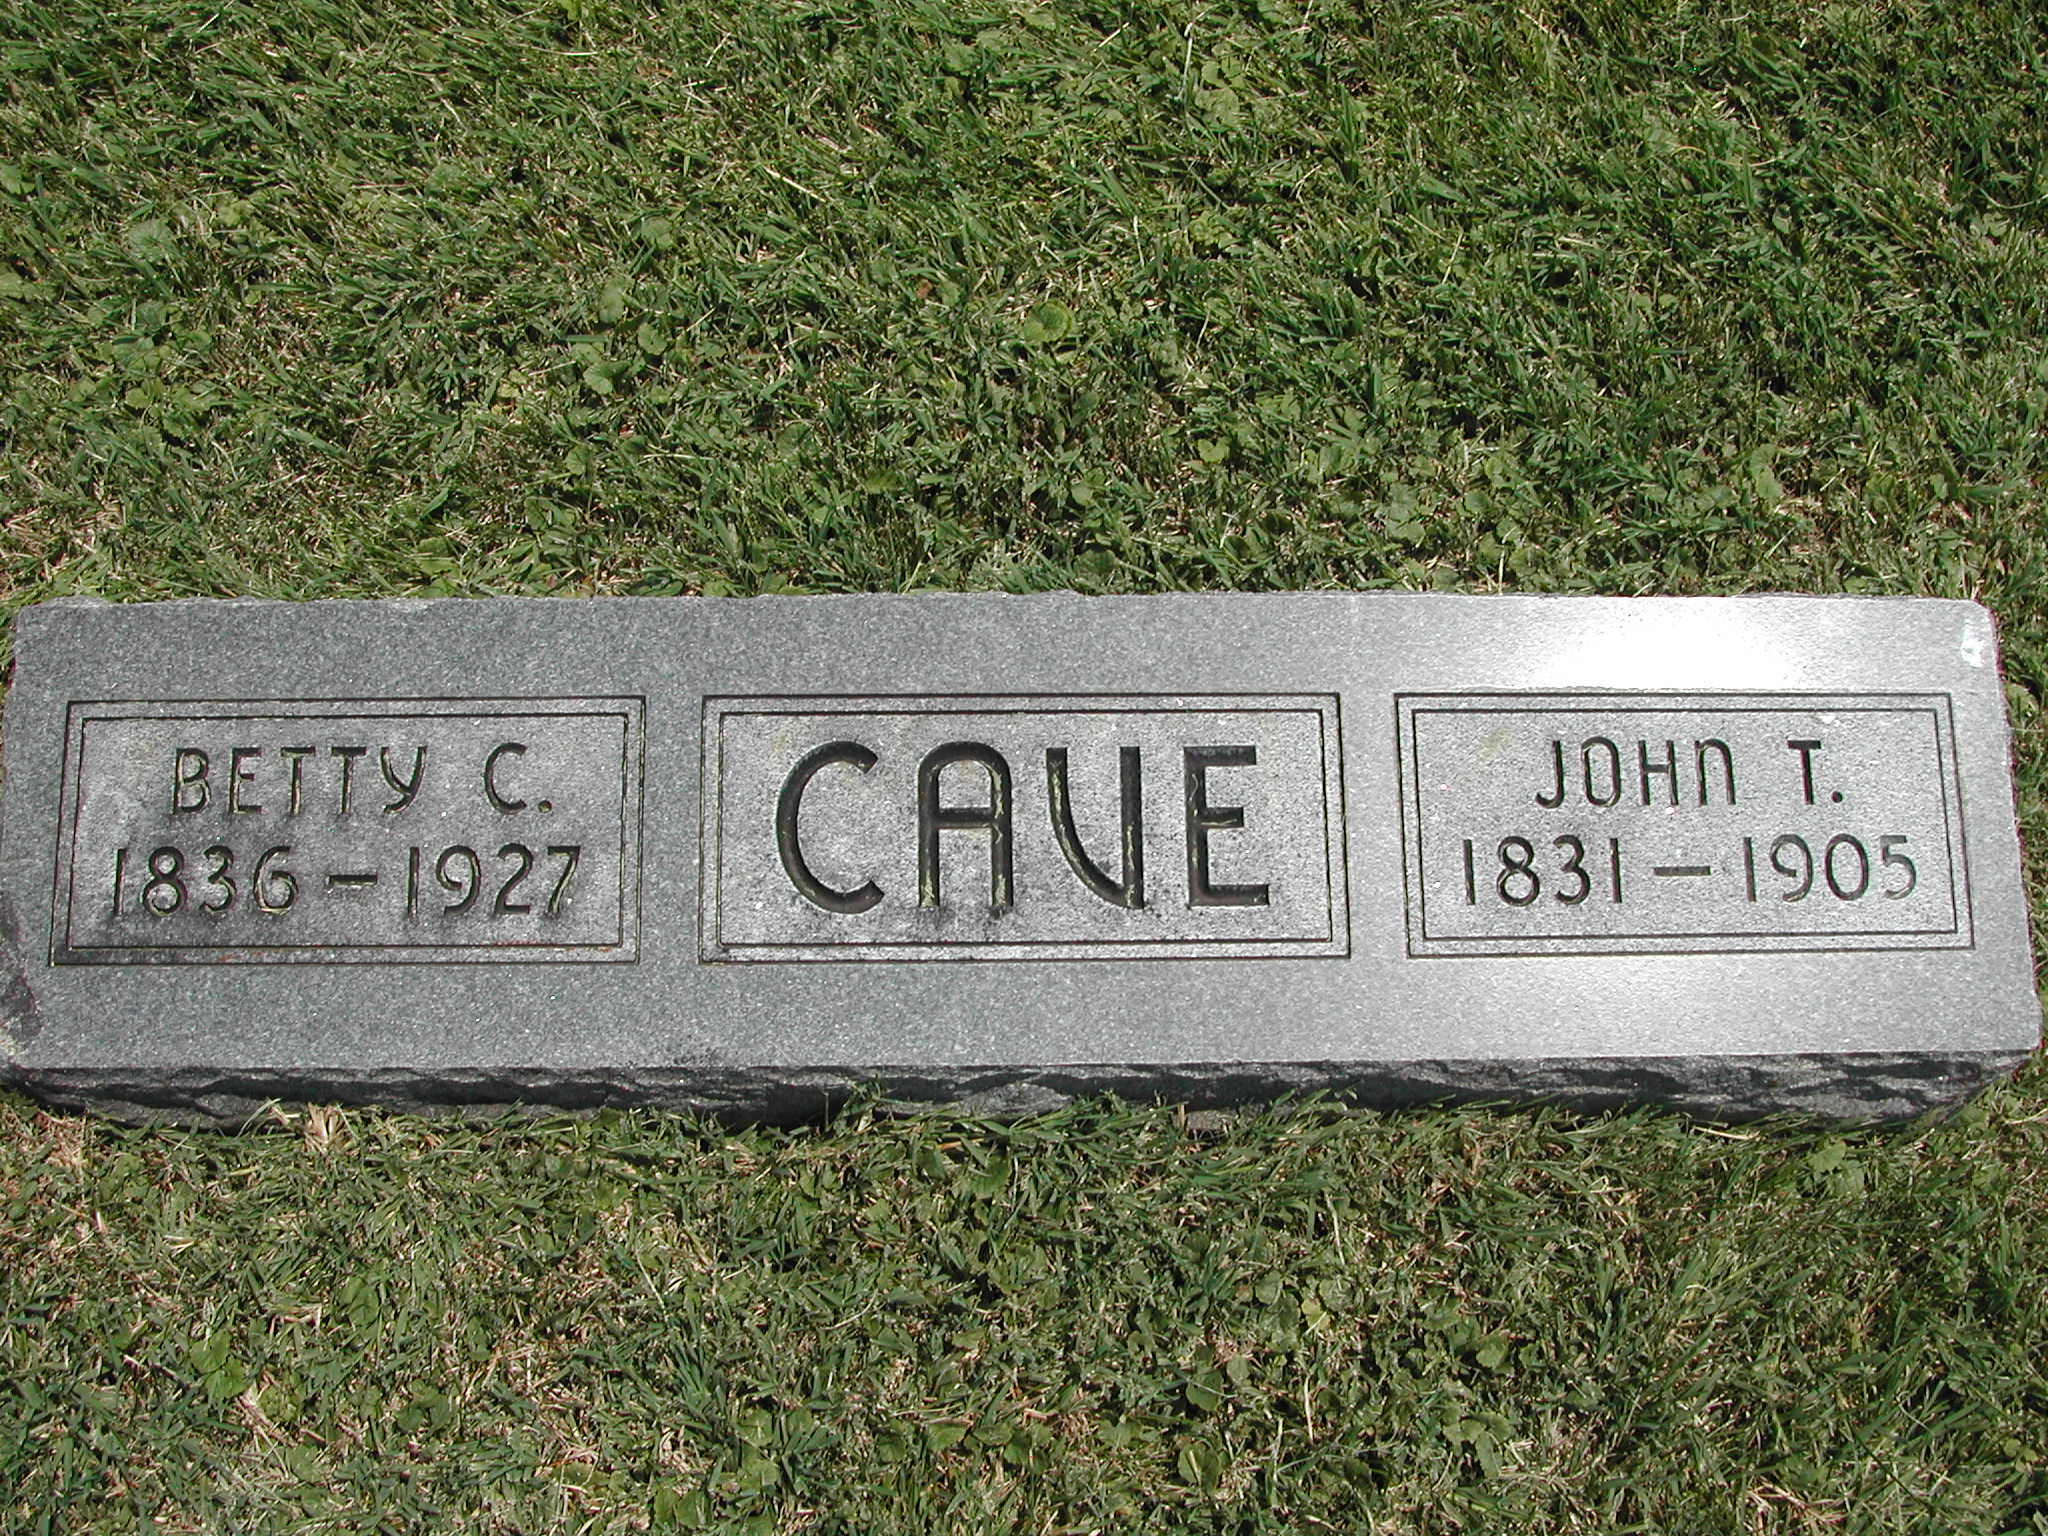 BETTY C.
1836 – 1927
CAVE
JOHN T.
1831 – 1905